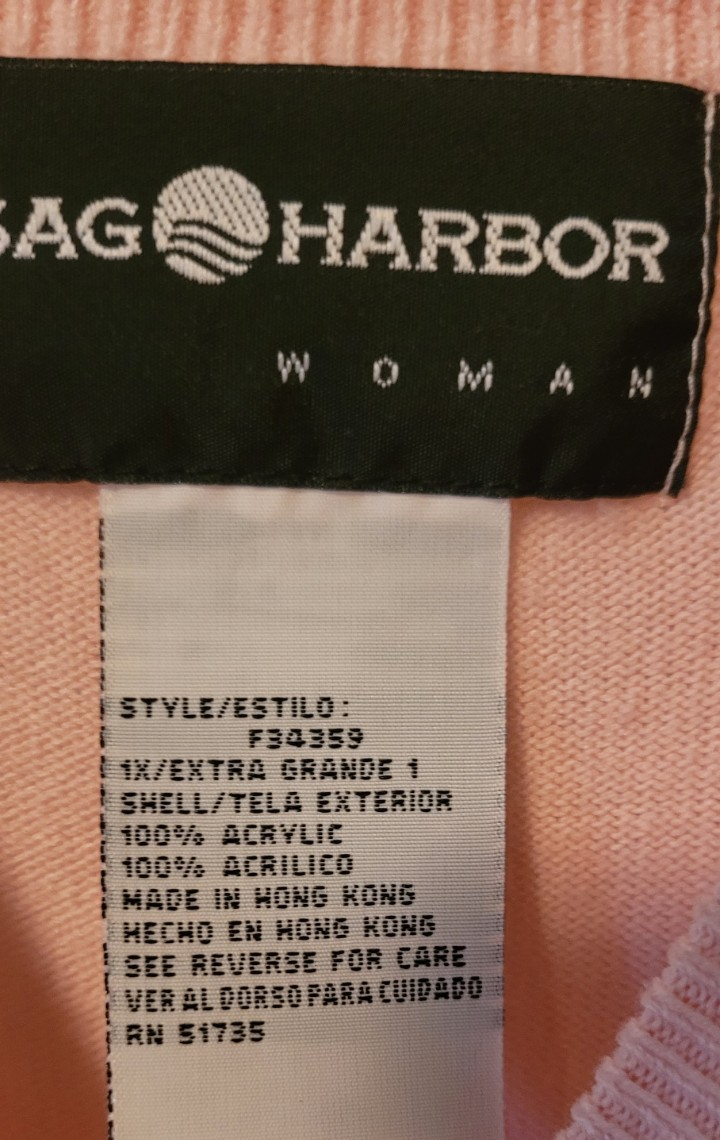 SAG HARBOR
WOMAN
STYLE/ESTILO:
F34359
1X/EXTRA GRANDE 1
SHELL/TELA EXTERIOR
100% ACRYLIC
100% ACRILICO
MADE IN HONG KONG
HECHO EN HONG KONG
SEE REVERSE FOR CARE
VER AL DORSO PARA CUIDADO
RN 51735